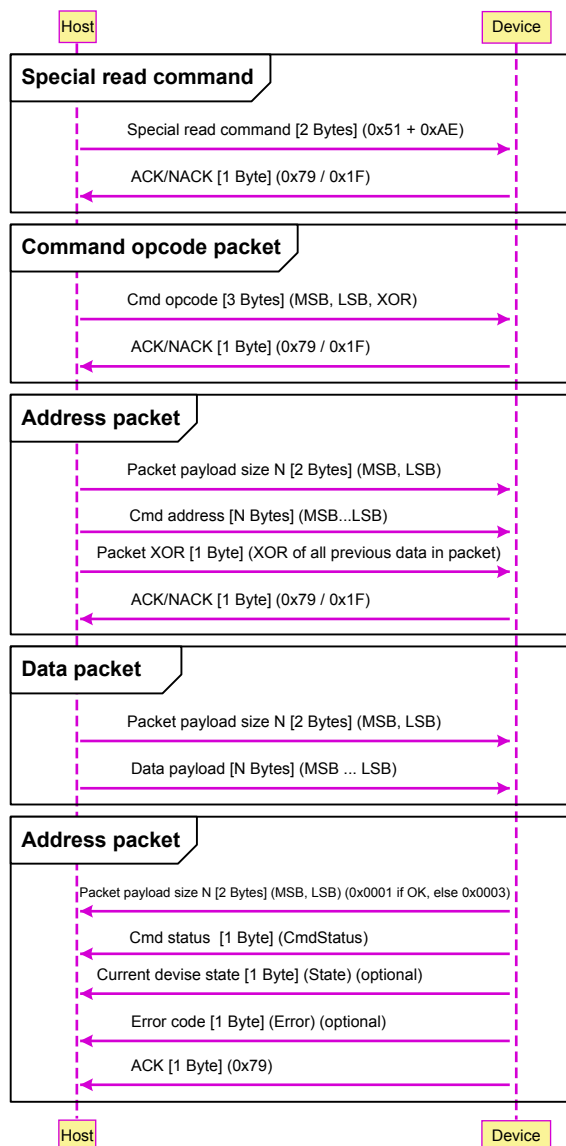 Host
Device
Special read command
Special read command [2 Bytes] (0x51 + 0xAE)
ACK/NACK [1 Byte] (0x79 / 0x1F)
Command opcode packet
Cmd opcode [3 Bytes] (MSB, LSB, XOR)
ACK/NACK [1 Byte] (0x79 / 0x1F)
Address packet
Packet payload size N [2 Bytes] (MSB, LSB)
Cmd address [N Bytes] (MSB...LSB)
Packet XOR [1 Byte] (XOR of all previous data in packet)
ACK/NACK [1 Byte] (0x79 / 0x1F)
Data packet
Packet payload size N [2 Bytes] (MSB, LSB)
Data payload [N Bytes] (MSB ... LSB)
Address packet
Packet payload size N [2 Bytes] (MSB, LSB) (0x0001 if OK, else 0x0003)
Cmd status [1 Byte] (CmdStatus)
Current devise state [1 Byte] (State) (optional)
Error code [1 Byte] (Error) (optional)
ACK [1 Byte] (0x79)
Host
Device